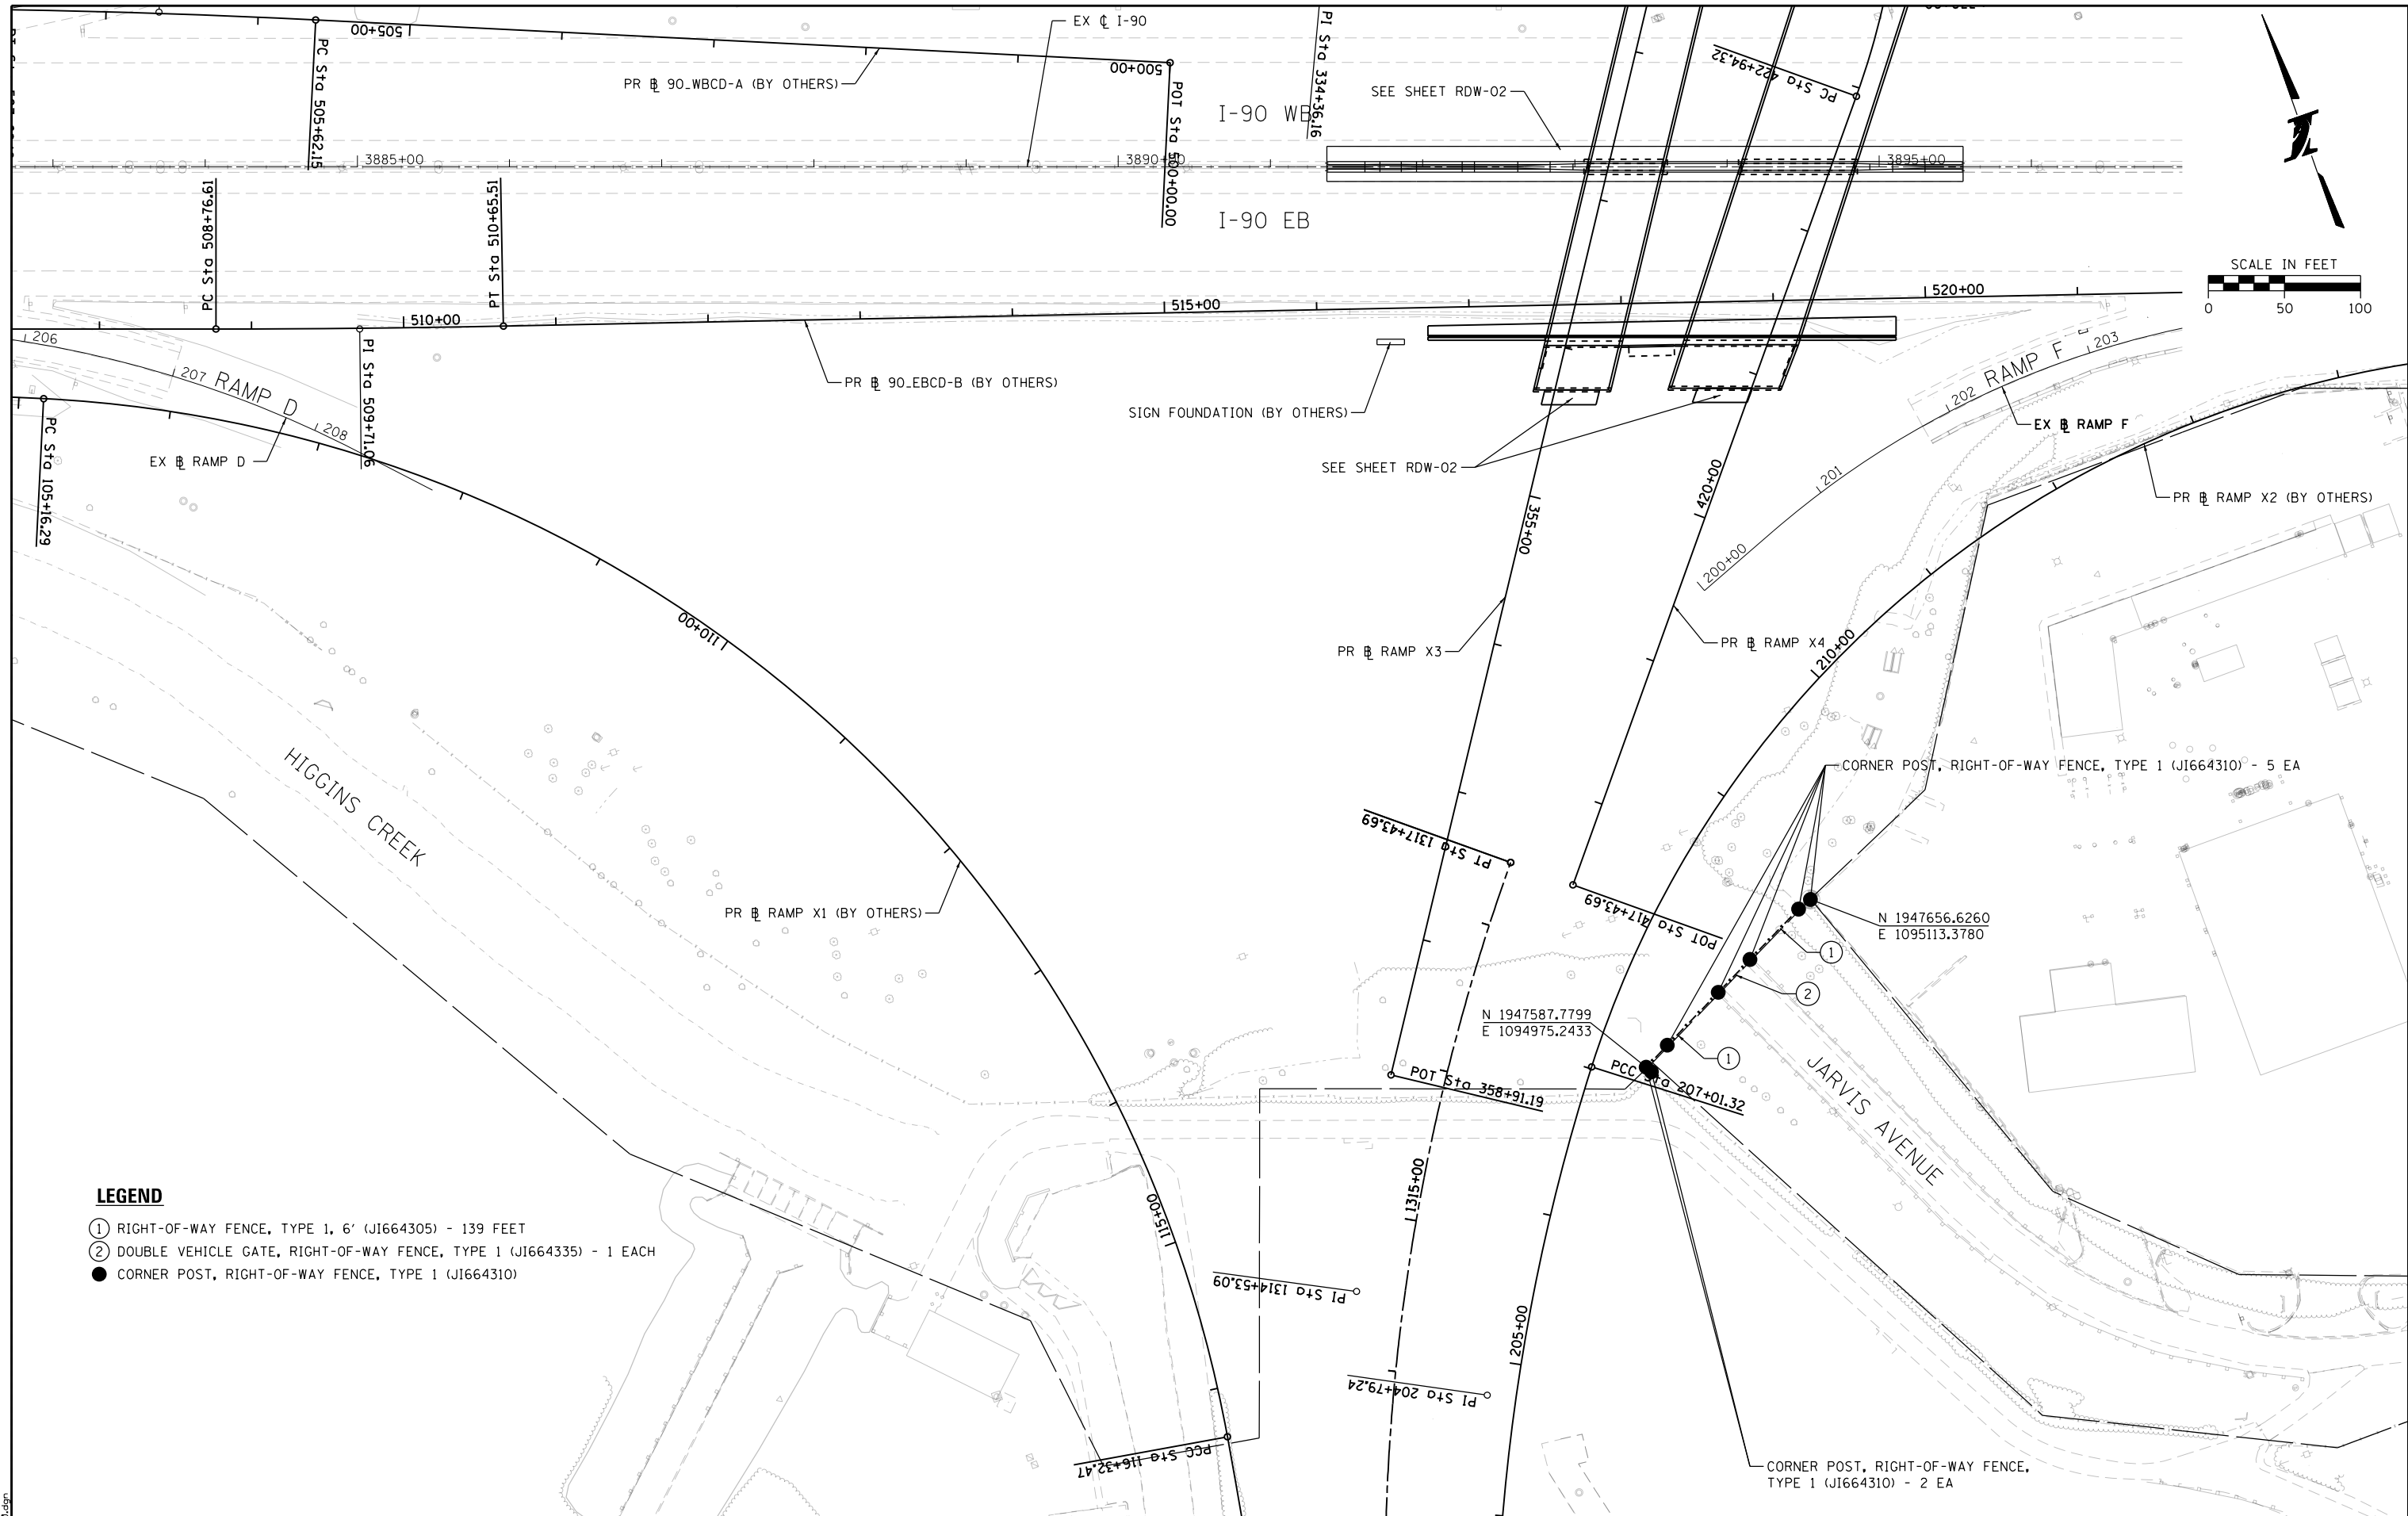 505+00
EX ℄ I-90
PC Sta 505+62.15
PR ⅊ 90_WBCD-A (BY OTHERS)
500+00
POT Sta 500+00.00
I-90 WB
PI Sta 334+36.16
SEE SHEET RDW-02
PC Sta 422+94.32
3885+00
3890+00
3895+00
PC Sta 508+76.61
PT Sta 510+65.51
I-90 EB
SCALE IN FEET
0 50 100
510+00
515+00
520+00
206
207
RAMP D
208
PI Sta 509+71.06
PR ⅊ 90_EBCD-B (BY OTHERS)
SIGN FOUNDATION (BY OTHERS)
RAMP F
203
202
EX ⅊ RAMP F
PC Sta 105+16.29
EX ⅊ RAMP D
SEE SHEET RDW-02
420+00
201
PR ⅊ RAMP X2 (BY OTHERS)
355+00
200+00
110+00
PR ⅊ RAMP X3
PR ⅊ RAMP X4
210+00
HIGGINS CREEK
CORNER POST, RIGHT-OF-WAY FENCE, TYPE 1 (JI664310) - 5 EA
PT Sta 1317+43.69
PR ⅊ RAMP X1 (BY OTHERS)
POT Sta 417+43.69
N 1947656.6260
E 1095113.3780
1
2
N 1947587.7799
E 1094975.2433
1
POT Sta 358+91.19
PCC Sta 207+01.32
JARVIS AVENUE
1315+00
115+00
LEGEND
1 RIGHT-OF-WAY FENCE, TYPE 1, 6' (JI664305) - 139 FEET
2 DOUBLE VEHICLE GATE, RIGHT-OF-WAY FENCE, TYPE 1 (JI664335) - 1 EACH
CORNER POST, RIGHT-OF-WAY FENCE, TYPE 1 (JI664310)
PI Sta 1314+53.09
205+00
PI Sta 204+79.24
PCC Sta 116+32.47
CORNER POST, RIGHT-OF-WAY FENCE,
TYPE 1 (JI664310) - 2 EA